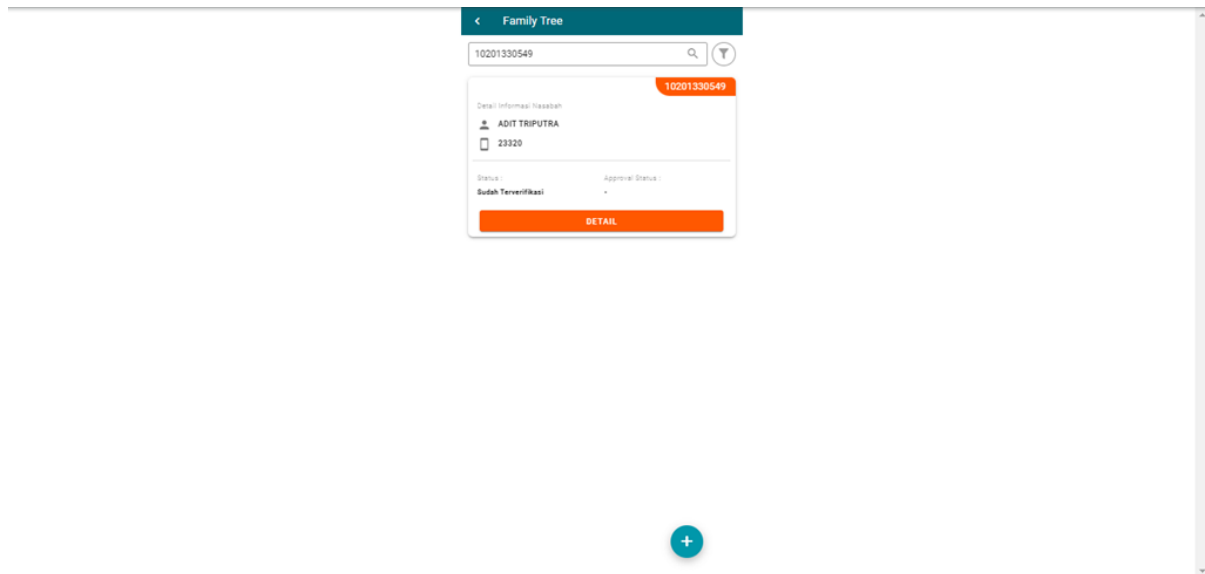 Family Tree
10201330549
10201330549
Detail Informasi Nasabah
ADIT TRIPUTRA
23320
Status : Approval Status :
Sudah Terverifikasi -
DETAIL
+